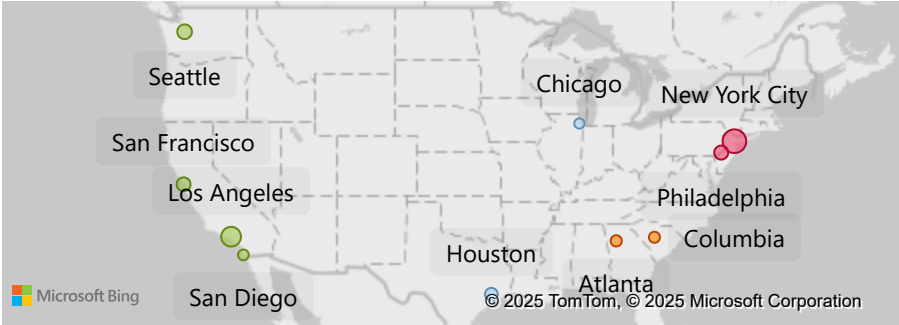 Seattle
Chicago
New York City
San Francisco
Los Angeles
Philadelphia
Columbia
Houston
Atlanta
San Diego
Microsoft Bing
© 2025 TomTom, © 2025 Microsoft Corporation